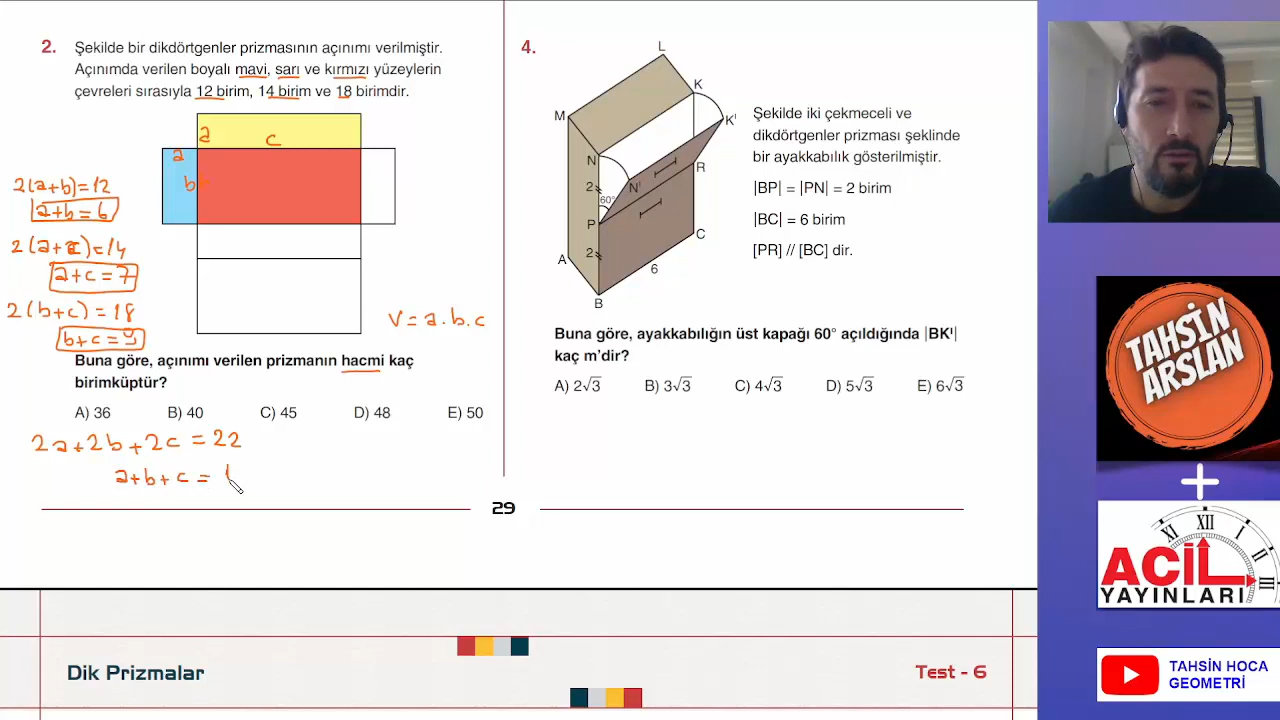 2.
Şekilde bir dikdörtgenler prizmasının açınımı verilmiştir.
Açınımda verilen boyalı mavi, sarı ve kırmızı yüzeylerin
çevreleri sırasıyla 12 birim, 14 birim ve 18 birimdir.
a
c
a
b
2(a+b)=12
a+b=6
2(a+c)=14
a+c=7
2(b+c)=18
b+c=9
V=a.b.c
Buna göre, açınımı verilen prizmanın hacmi kaç
birimküptür?
A) 36 B) 40 C) 45 D) 48 E) 50
2a+2b+2c=22
a+b+c=
4.
L
K
M
K'
N
R
2
N'
60°
P
C
2
A
6
B
Şekilde iki çekmeceli ve
dikdörtgenler prizması şeklinde
bir ayakkabılık gösterilmiştir.
|BP| = |PN| = 2 birim
|BC| = 6 birim
[PR] // [BC] dir.
Buna göre, ayakkabılığın üst kapağı 60° açıldığında |BK'|
kaç m'dir?
A) 2√3 B) 3√3 C) 4√3 D) 5√3 E) 6√3
29
Dik Prizmalar
Test - 6
TAHSİN
ARSLAN
+
XI XII I II III
ACİL
YAYINLARI
TAHSİN HOCA
GEOMETRİ